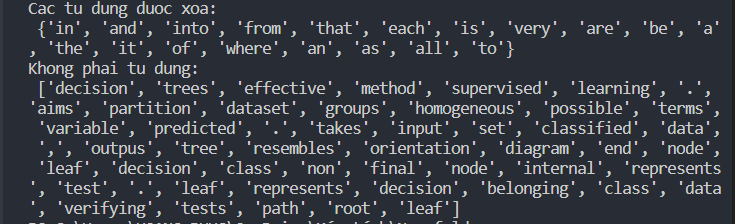 Cac tu dung duoc xoa:
{'in', 'and', 'into', 'from', 'that', 'each', 'is', 'very', 'are', 'be', 'a'
, 'the', 'it', 'of', 'where', 'an', 'as', 'all', 'to'}
Khong phai tu dung:
['decision', 'trees', 'effective', 'method', 'supervised', 'learning', '.',
'aims', 'partition', 'dataset', 'groups', 'homogeneous', 'possible', 'terms',
'variable', 'predicted', '.', 'takes', 'input', 'set', 'classified', 'data',
',', 'outpus', 'tree', 'resembles', 'orientation', 'diagram', 'end', 'node',
'leaf', 'decision', 'class', 'non', 'final', 'node', 'internal', 'represents'
, 'test', '.', 'leaf', 'represents', 'decision', 'belonging', 'class', 'data'
, 'verifying', 'tests', 'path', 'root', 'leaf']